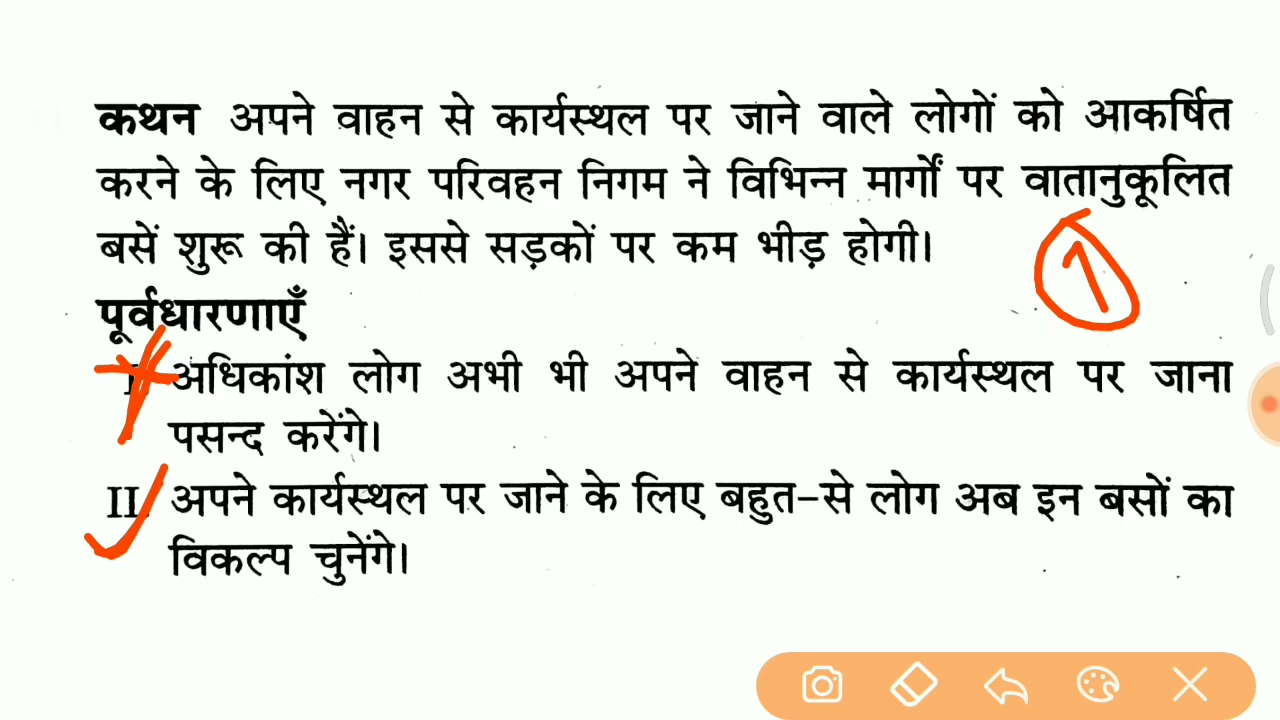 कथन अपने वाहन से कार्यस्थल पर जाने वाले लोगों को आकर्षित
करने के लिए नगर परिवहन निगम ने विभिन्न मार्गों पर वातानुकूलित
बसें शुरू की हैं। इससे सड़कों पर कम भीड़ होगी।
1
पूर्वधारणाएँ
I अधिकांश लोग अभी भी अपने वाहन से कार्यस्थल पर जाना
पसन्द करेंगे।
II. अपने कार्यस्थल पर जाने के लिए बहुत-से लोग अब इन बसों का
विकल्प चुनेंगे।